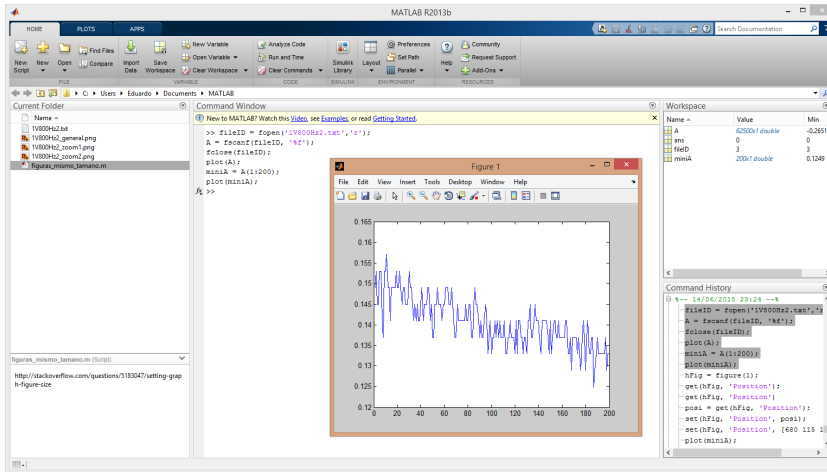 MATLAB R2013b
HOME PLOTS APPS
Search Documentation
New Script
New
Open
Find Files
Compare
Import Data
Save Workspace
New Variable
Open Variable
Clear Workspace
Analyze Code
Run and Time
Clear Commands
Simulink Library
Layout
Preferences
Set Path
Parallel
Help
Community
Request Support
Add-Ons
FILE VARIABLE CODE SIMULINK ENVIRONMENT RESOURCES
C: Users Eduardo Documents MATLAB
Current Folder
Name
1V800Hz2.txt
1V800Hz2_general.png
1V800Hz2_zoom1.png
1V800Hz2_zoom2.png
figuras_mismo_tamano.m
figuras_mismo_tamano.m (Script)
http://stackoverflow.com/questions/5183047/setting-grap
h-figure-size
Command Window
New to MATLAB? Watch this Video, see Examples, or read Getting Started.
>> fileID = fopen('1V800Hz2.txt','r');
A = fscanf(fileID, '%f');
fclose(fileID);
plot(A);
miniA = A(1:200);
plot(miniA);
fx >>
Figure 1
File Edit View Insert Tools Desktop Window Help
0.165
0.16
0.155
0.15
0.145
0.14
0.135
0.13
0.125
0.12
0 20 40 60 80 100 120 140 160 180 200
Workspace
Name Value Min
A 62500x1 double -0.2651
ans 0 0
fileID 3 3
miniA 200x1 double 0.1249
Command History
%-- 14/06/2015 23:24 --%
fileID = fopen('1V800Hz2.txt','r
A = fscanf(fileID, '%f');
fclose(fileID);
plot(A);
miniA = A(1:200);
plot(miniA);
hFig = figure(1);
get(hFig, 'Position');
get(hFig, 'Position')
posi = get(hFig, 'Position');
set(hFig, 'Position', posi);
set(hFig, 'Position', [680 115 1
plot(miniA);